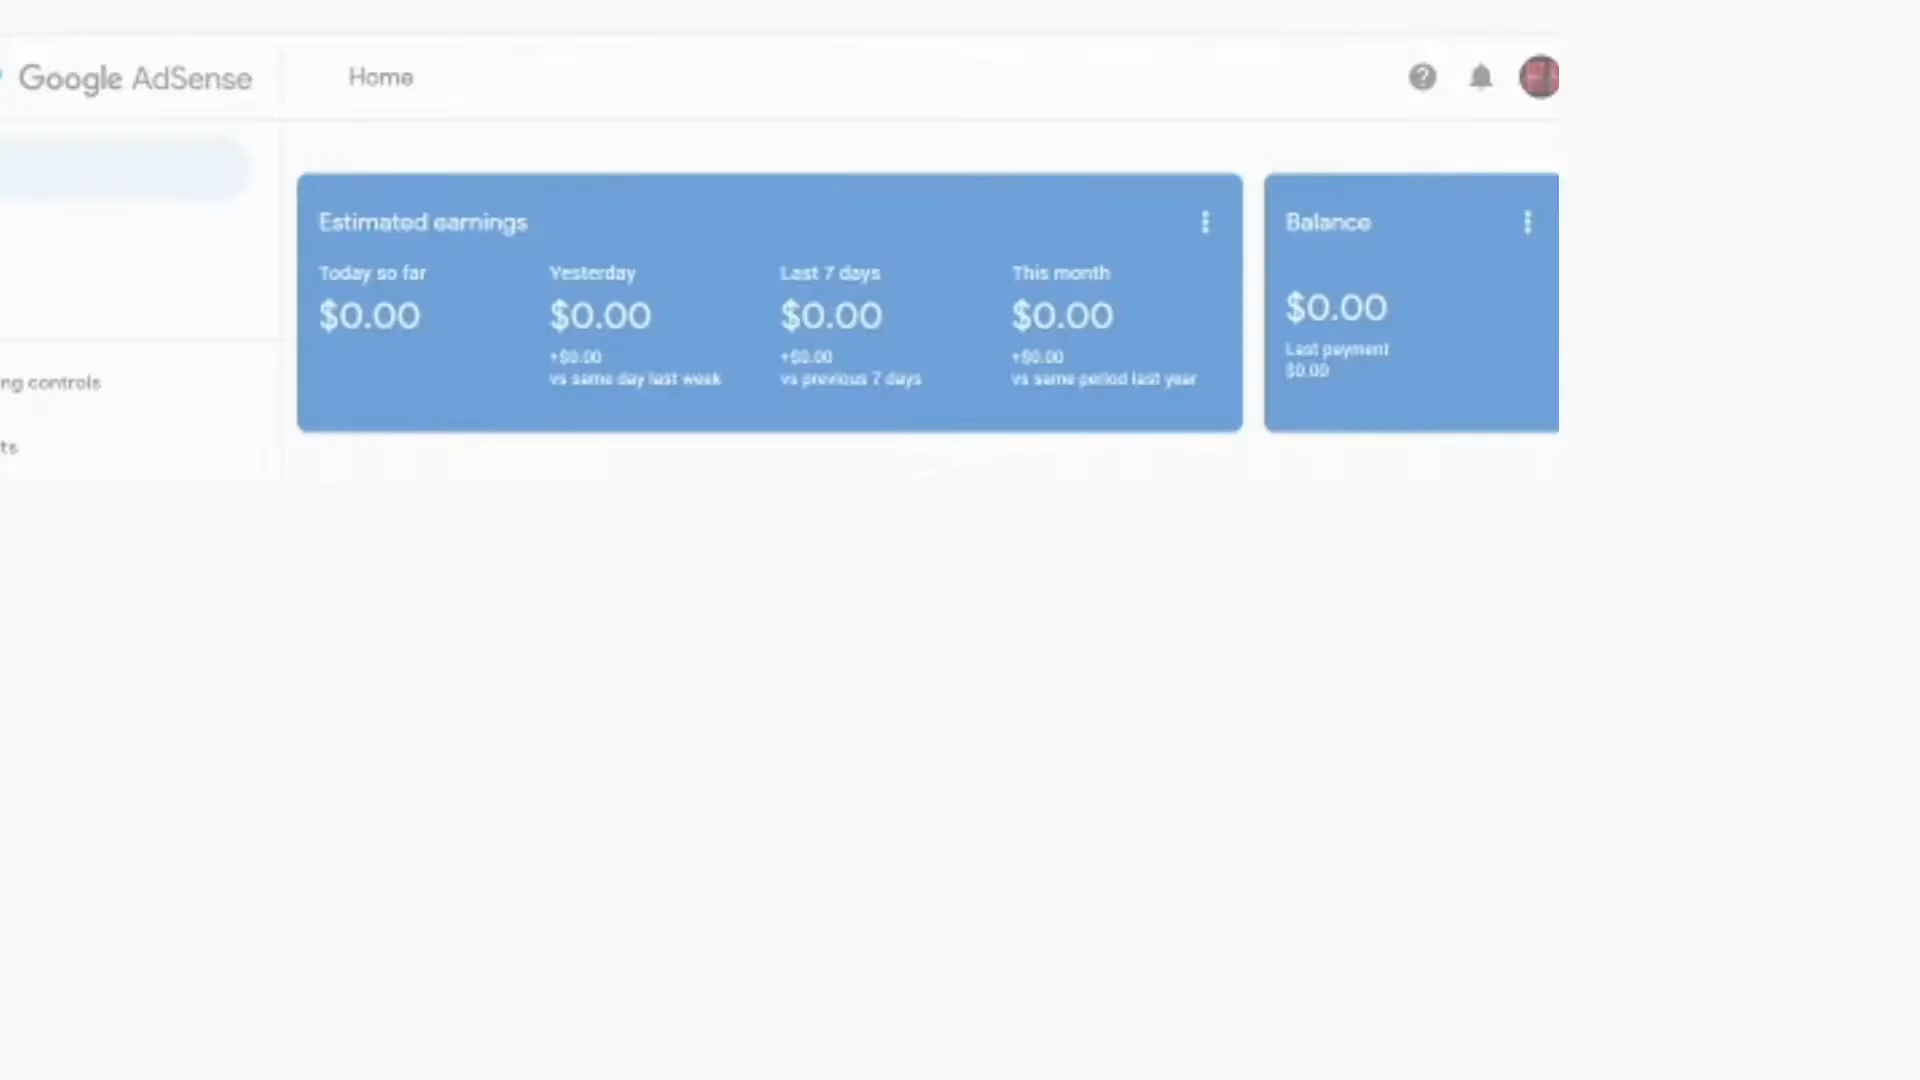 Google AdSense
Home
Estimated earnings
Today so far
$0.00
Yesterday
$0.00
+$0.00
vs same day last week
Last 7 days
$0.00
+$0.00
vs previous 7 days
This month
$0.00
+$0.00
vs same period last year
Balance
$0.00
Last payment
$0.00
ng controls
ts